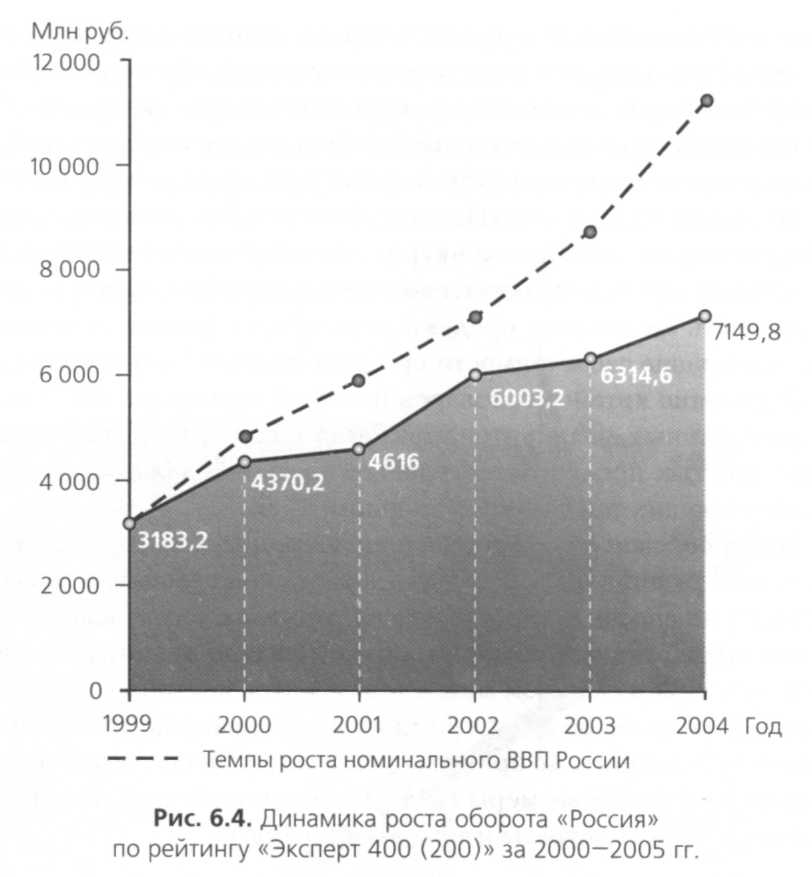 Млн руб.
12 000
10 000
8 000
6 000
4 000
2 000
0
7149,8
6314,6
6003,2
4616
4370,2
3183,2
1999 2000 2001 2002 2003 2004 Год
Темпы роста номинального ВВП России
Рис. 6.4. Динамика роста оборота «Россия»
по рейтингу «Эксперт 400 (200)» за 2000—2005 гг.